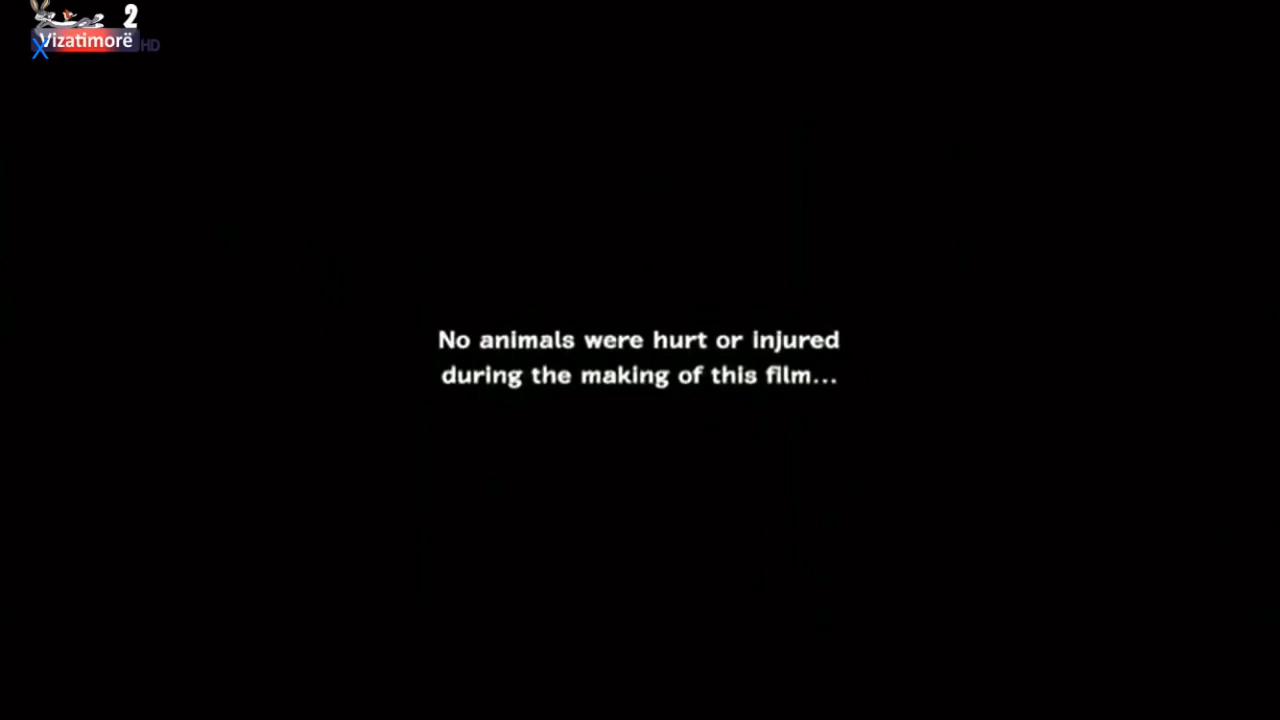 2
Vizatimorë
X HD
No animals were hurt or injured
during the making of this film...